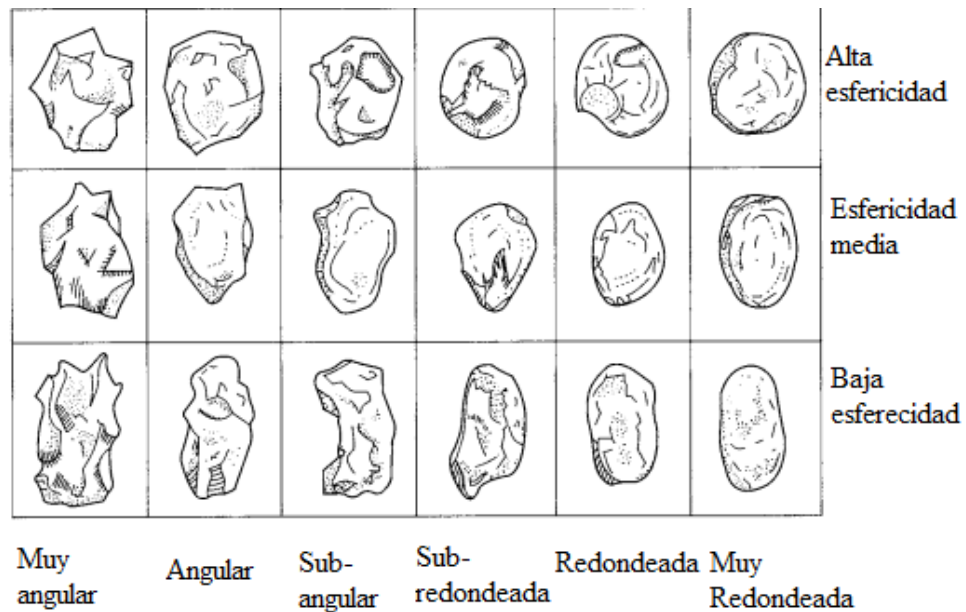 Alta
esfericidad
Esfericidad
media
Baja
esferecidad
Muy
angular
Angular
Sub-
angular
Sub-
redondeada
Redondeada
Muy
Redondeada